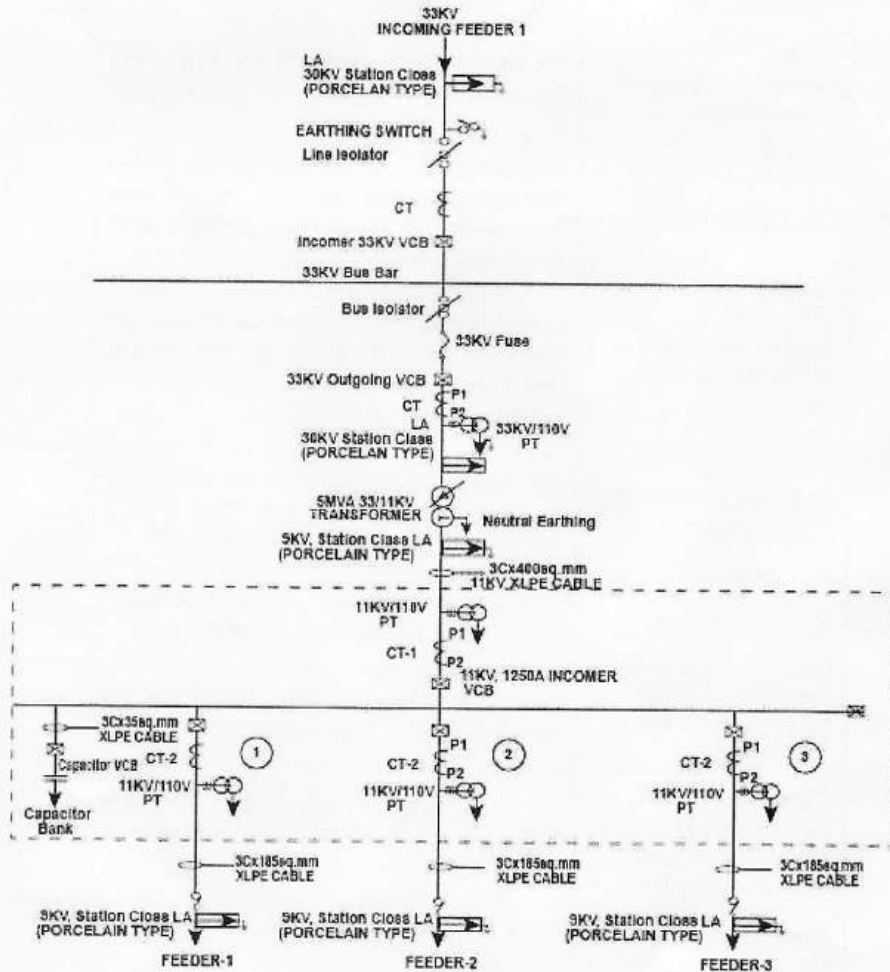 33KV
INCOMING FEEDER 1
LA
30KV Station Closs
(PORCELAN TYPE)
EARTHING SWITCH
Line Isolator
CT
Incomer 33KV VCB
33KV Bus Bar
Bus Isolator
33KV Fuse
33KV Outgoing VCB
P1
CT
P2
LA
33KV/110V
PT
30KV Station Class
(PORCELAN TYPE)
5MVA 33/11KV
TRANSFORMER
Neutral Earthing
9KV, Station Class LA
(PORCELAIN TYPE)
3Cx400sq.mm
11KV XLPE CABLE
11KV/110V
PT
P1
CT-1
P2
11KV, 1250A INCOMER
VCB
3Cx35sq.mm
XLPE CABLE
Capacitor VCB
Capacitor
Bank
CT-2
1
11KV/110V
PT
P1
CT-2
P2
2
11KV/110V
PT
P1
CT-2
P2
3
11KV/110V
PT
3Cx185sq.mm
XLPE CABLE
3Cx185sq.mm
XLPE CABLE
3Cx185sq.mm
XLPE CABLE
9KV, Station Closs LA
(PORCELAIN TYPE)
9KV, Station Closs LA
(PORCELAIN TYPE)
9KV, Station Closs LA
(PORCELAIN TYPE)
FEEDER-1
FEEDER-2
FEEDER-3